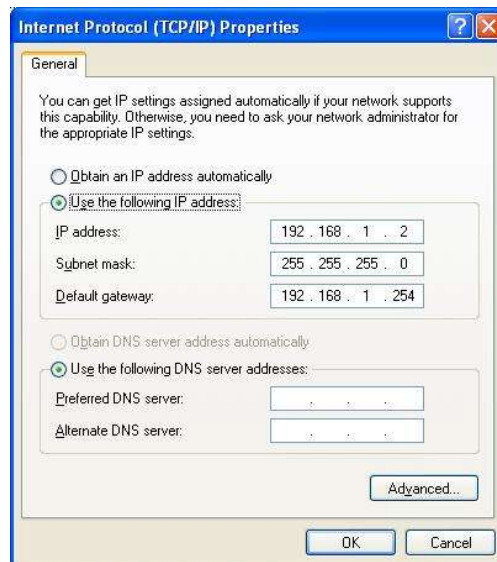 Internet Protocol (TCP/IP) Properties
General
You can get IP settings assigned automatically if your network supports
this capability. Otherwise, you need to ask your network administrator for
the appropriate IP settings.
Obtain an IP address automatically
Use the following IP address:
IP address: 192 . 168 . 1 . 2
Subnet mask: 255 . 255 . 255 . 0
Default gateway: 192 . 168 . 1 . 254
Obtain DNS server address automatically
Use the following DNS server addresses:
Preferred DNS server: . . .
Alternate DNS server: . . .
Advanced...
OK Cancel